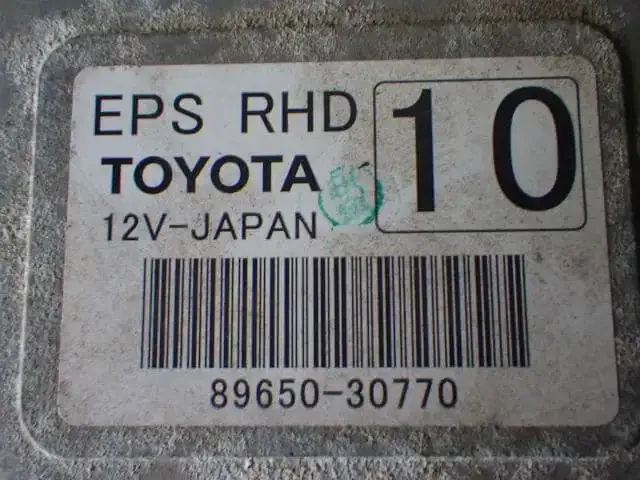 EPS RHD
10
TOYOTA
12V-JAPAN
89650-30770